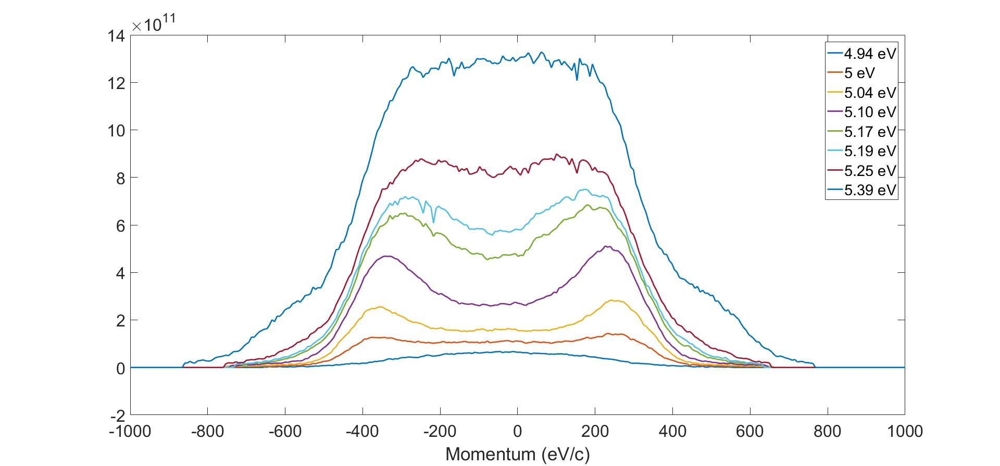 ×10^11
14
12
10
8
6
4
2
0
-2
-1000 -800 -600 -400 -200 0 200 400 600 800 1000
Momentum (eV/c)
4.94 eV
5 eV
5.04 eV
5.10 eV
5.17 eV
5.19 eV
5.25 eV
5.39 eV